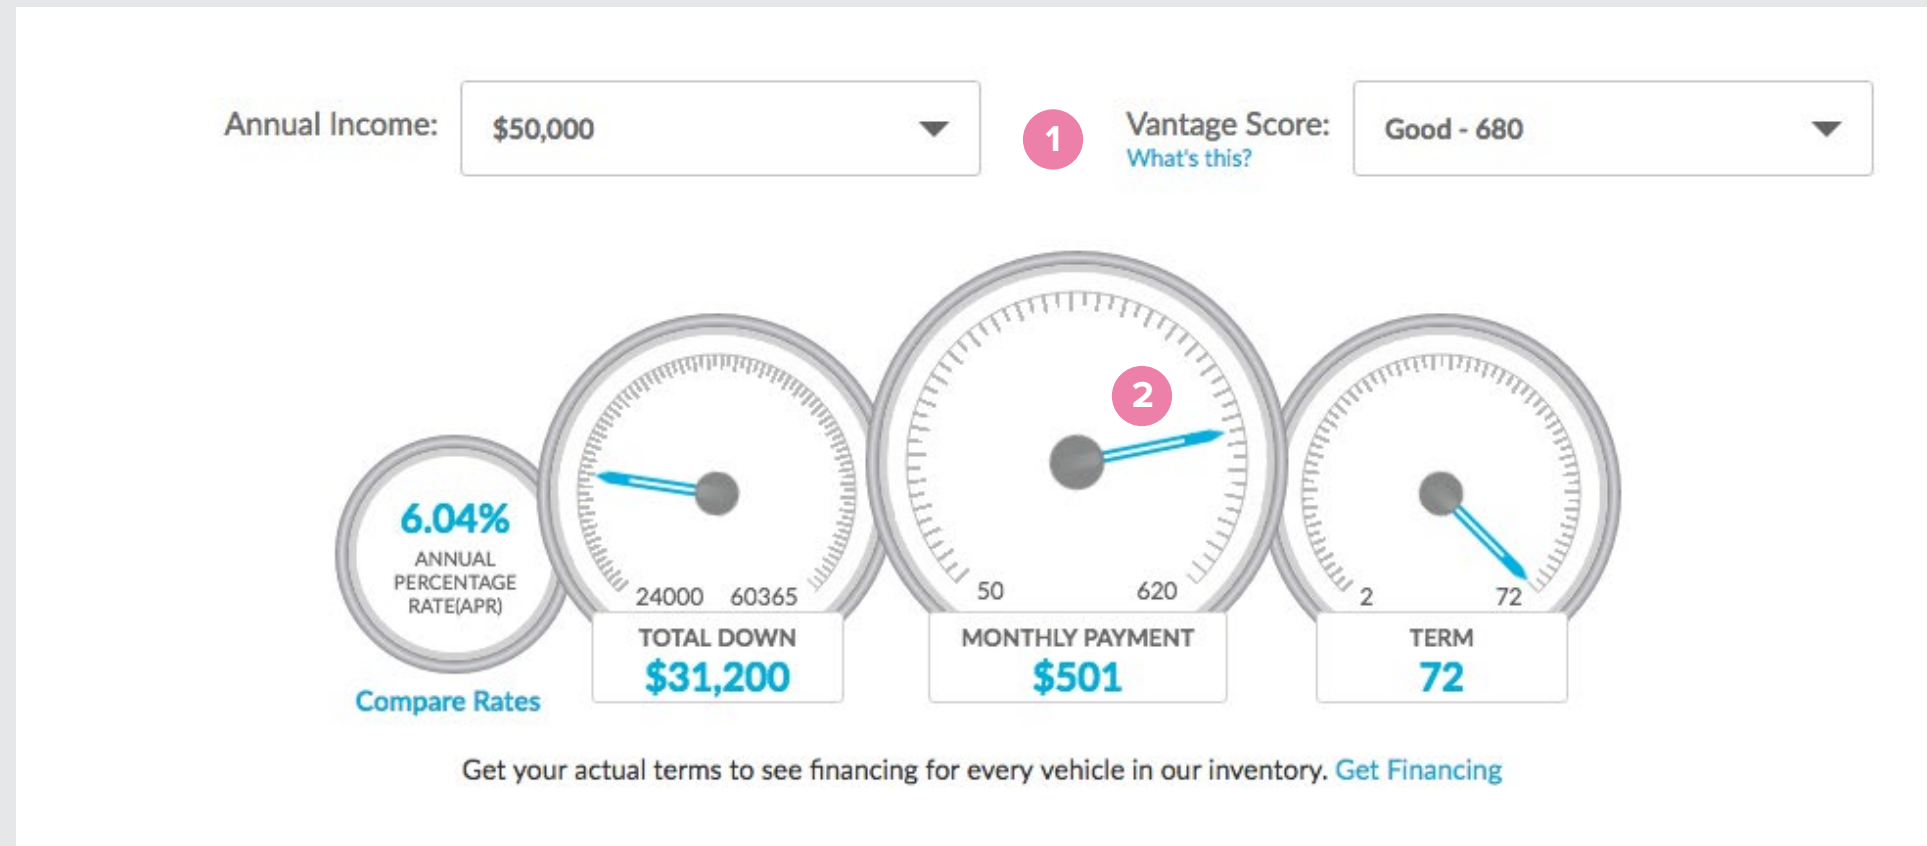 Annual Income:
$50,000
1
Vantage Score:
What's this?
Good - 680
2
6.04%
ANNUAL
PERCENTAGE
RATE(APR)
Compare Rates
24000 60365
TOTAL DOWN
$31,200
50 620
MONTHLY PAYMENT
$501
2 72
TERM
72
Get your actual terms to see financing for every vehicle in our inventory. Get Financing